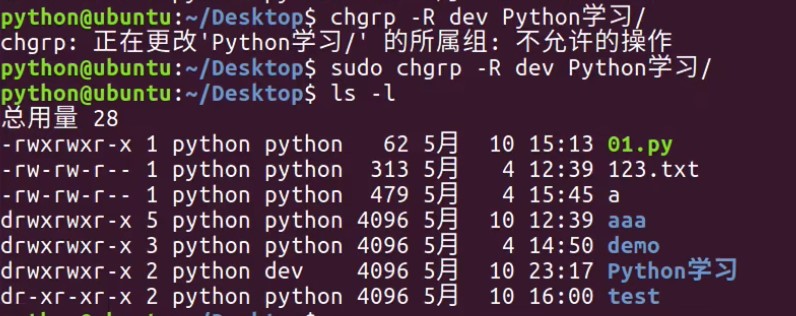 python@ubuntu:~/Desktop$ chgrp -R dev Python学习/
chgrp: 正在更改'Python学习/' 的所属组: 不允许的操作
python@ubuntu:~/Desktop$ sudo chgrp -R dev Python学习/
python@ubuntu:~/Desktop$ ls -l
总用量 28
-rwxrwxr-x 1 python python   62 5月  10 15:13 01.py
-rw-rw-r-- 1 python python  313 5月   4 12:39 123.txt
-rw-rw-r-- 1 python python  479 5月   4 15:45 a
drwxrwxr-x 5 python python 4096 5月  10 12:39 aaa
drwxrwxr-x 3 python python 4096 5月   4 14:50 demo
drwxrwxr-x 2 python dev    4096 5月  10 23:17 Python学习
dr-xr-xr-x 2 python python 4096 5月  10 16:00 test
python@ubuntu:~/Desktop$